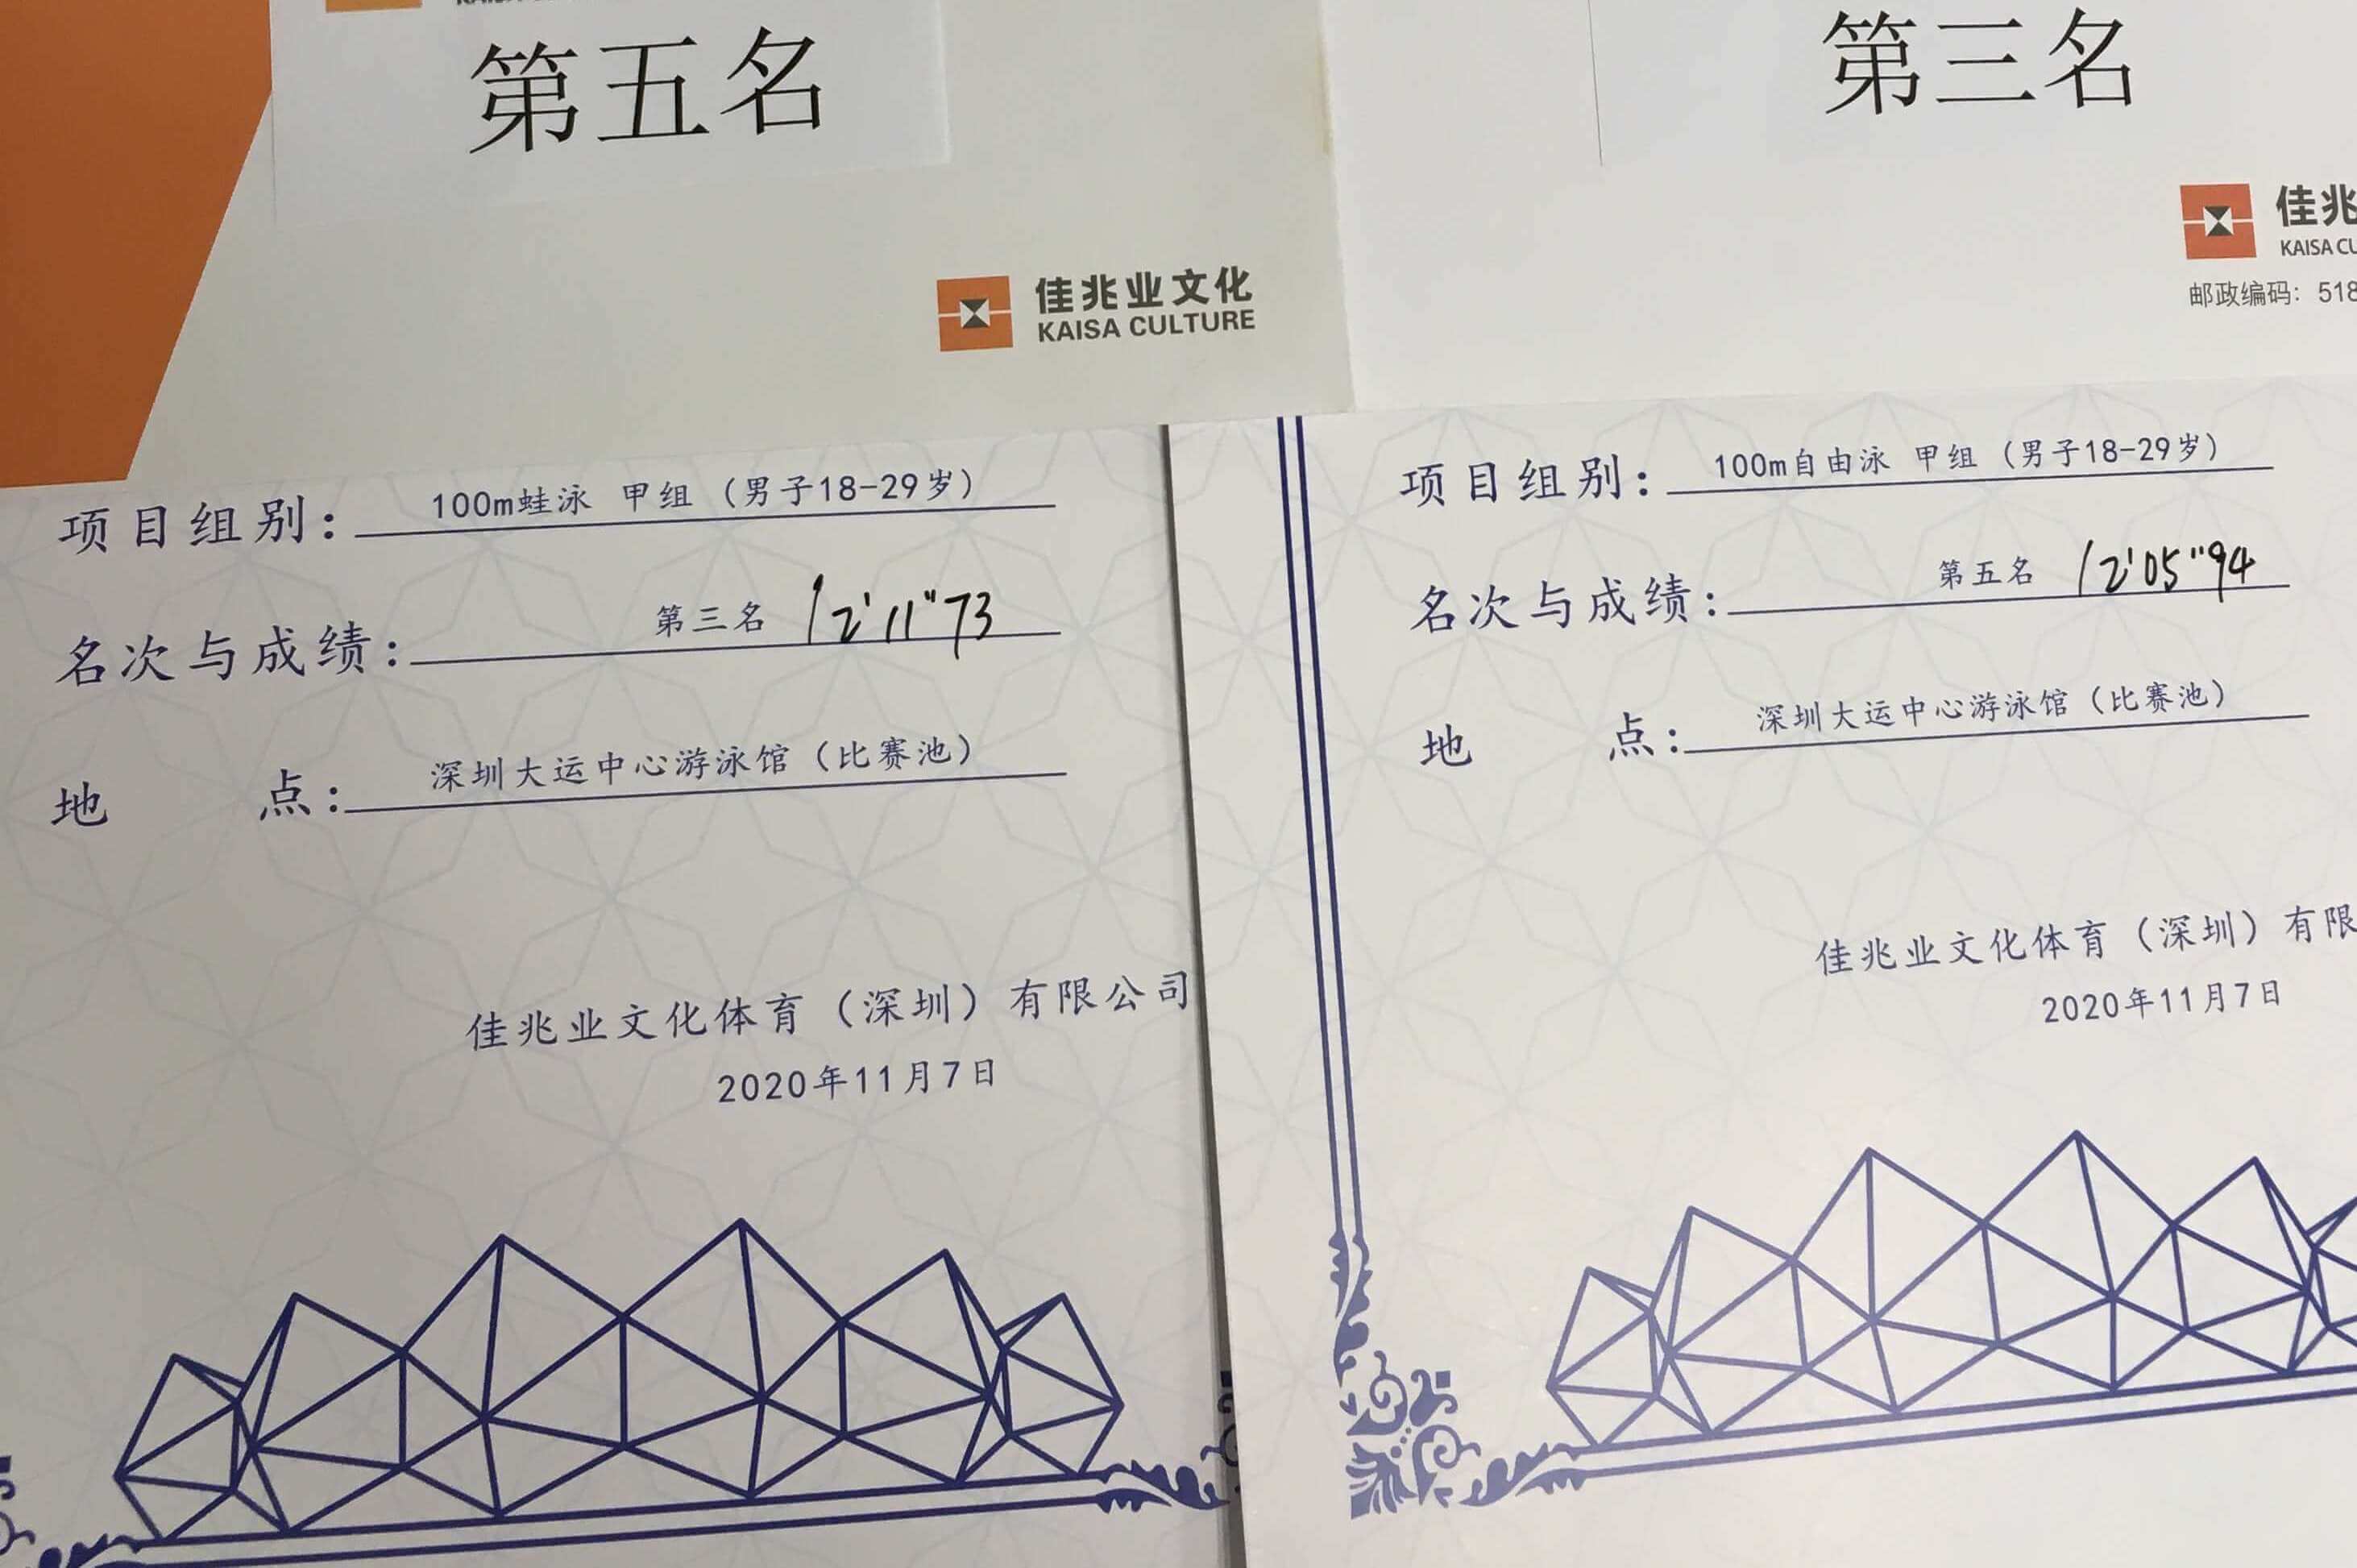 第五名
佳兆业文化
KAISA CULTURE
项目组别： 100m蛙泳 甲组（男子18-29岁）
名次与成绩： 第三名 / 2'11"73
地 点： 深圳大运中心游泳馆（比赛池）
佳兆业文化体育（深圳）有限公司
2020年11月7日
第三名
佳兆
KAISA CU
邮政编码：518
项目组别： 100m自由泳 甲组（男子18-29岁）
名次与成绩： 第五名 / 2'05"94
地 点： 深圳大运中心游泳馆（比赛池）
佳兆业文化体育（深圳）有限
2020年11月7日